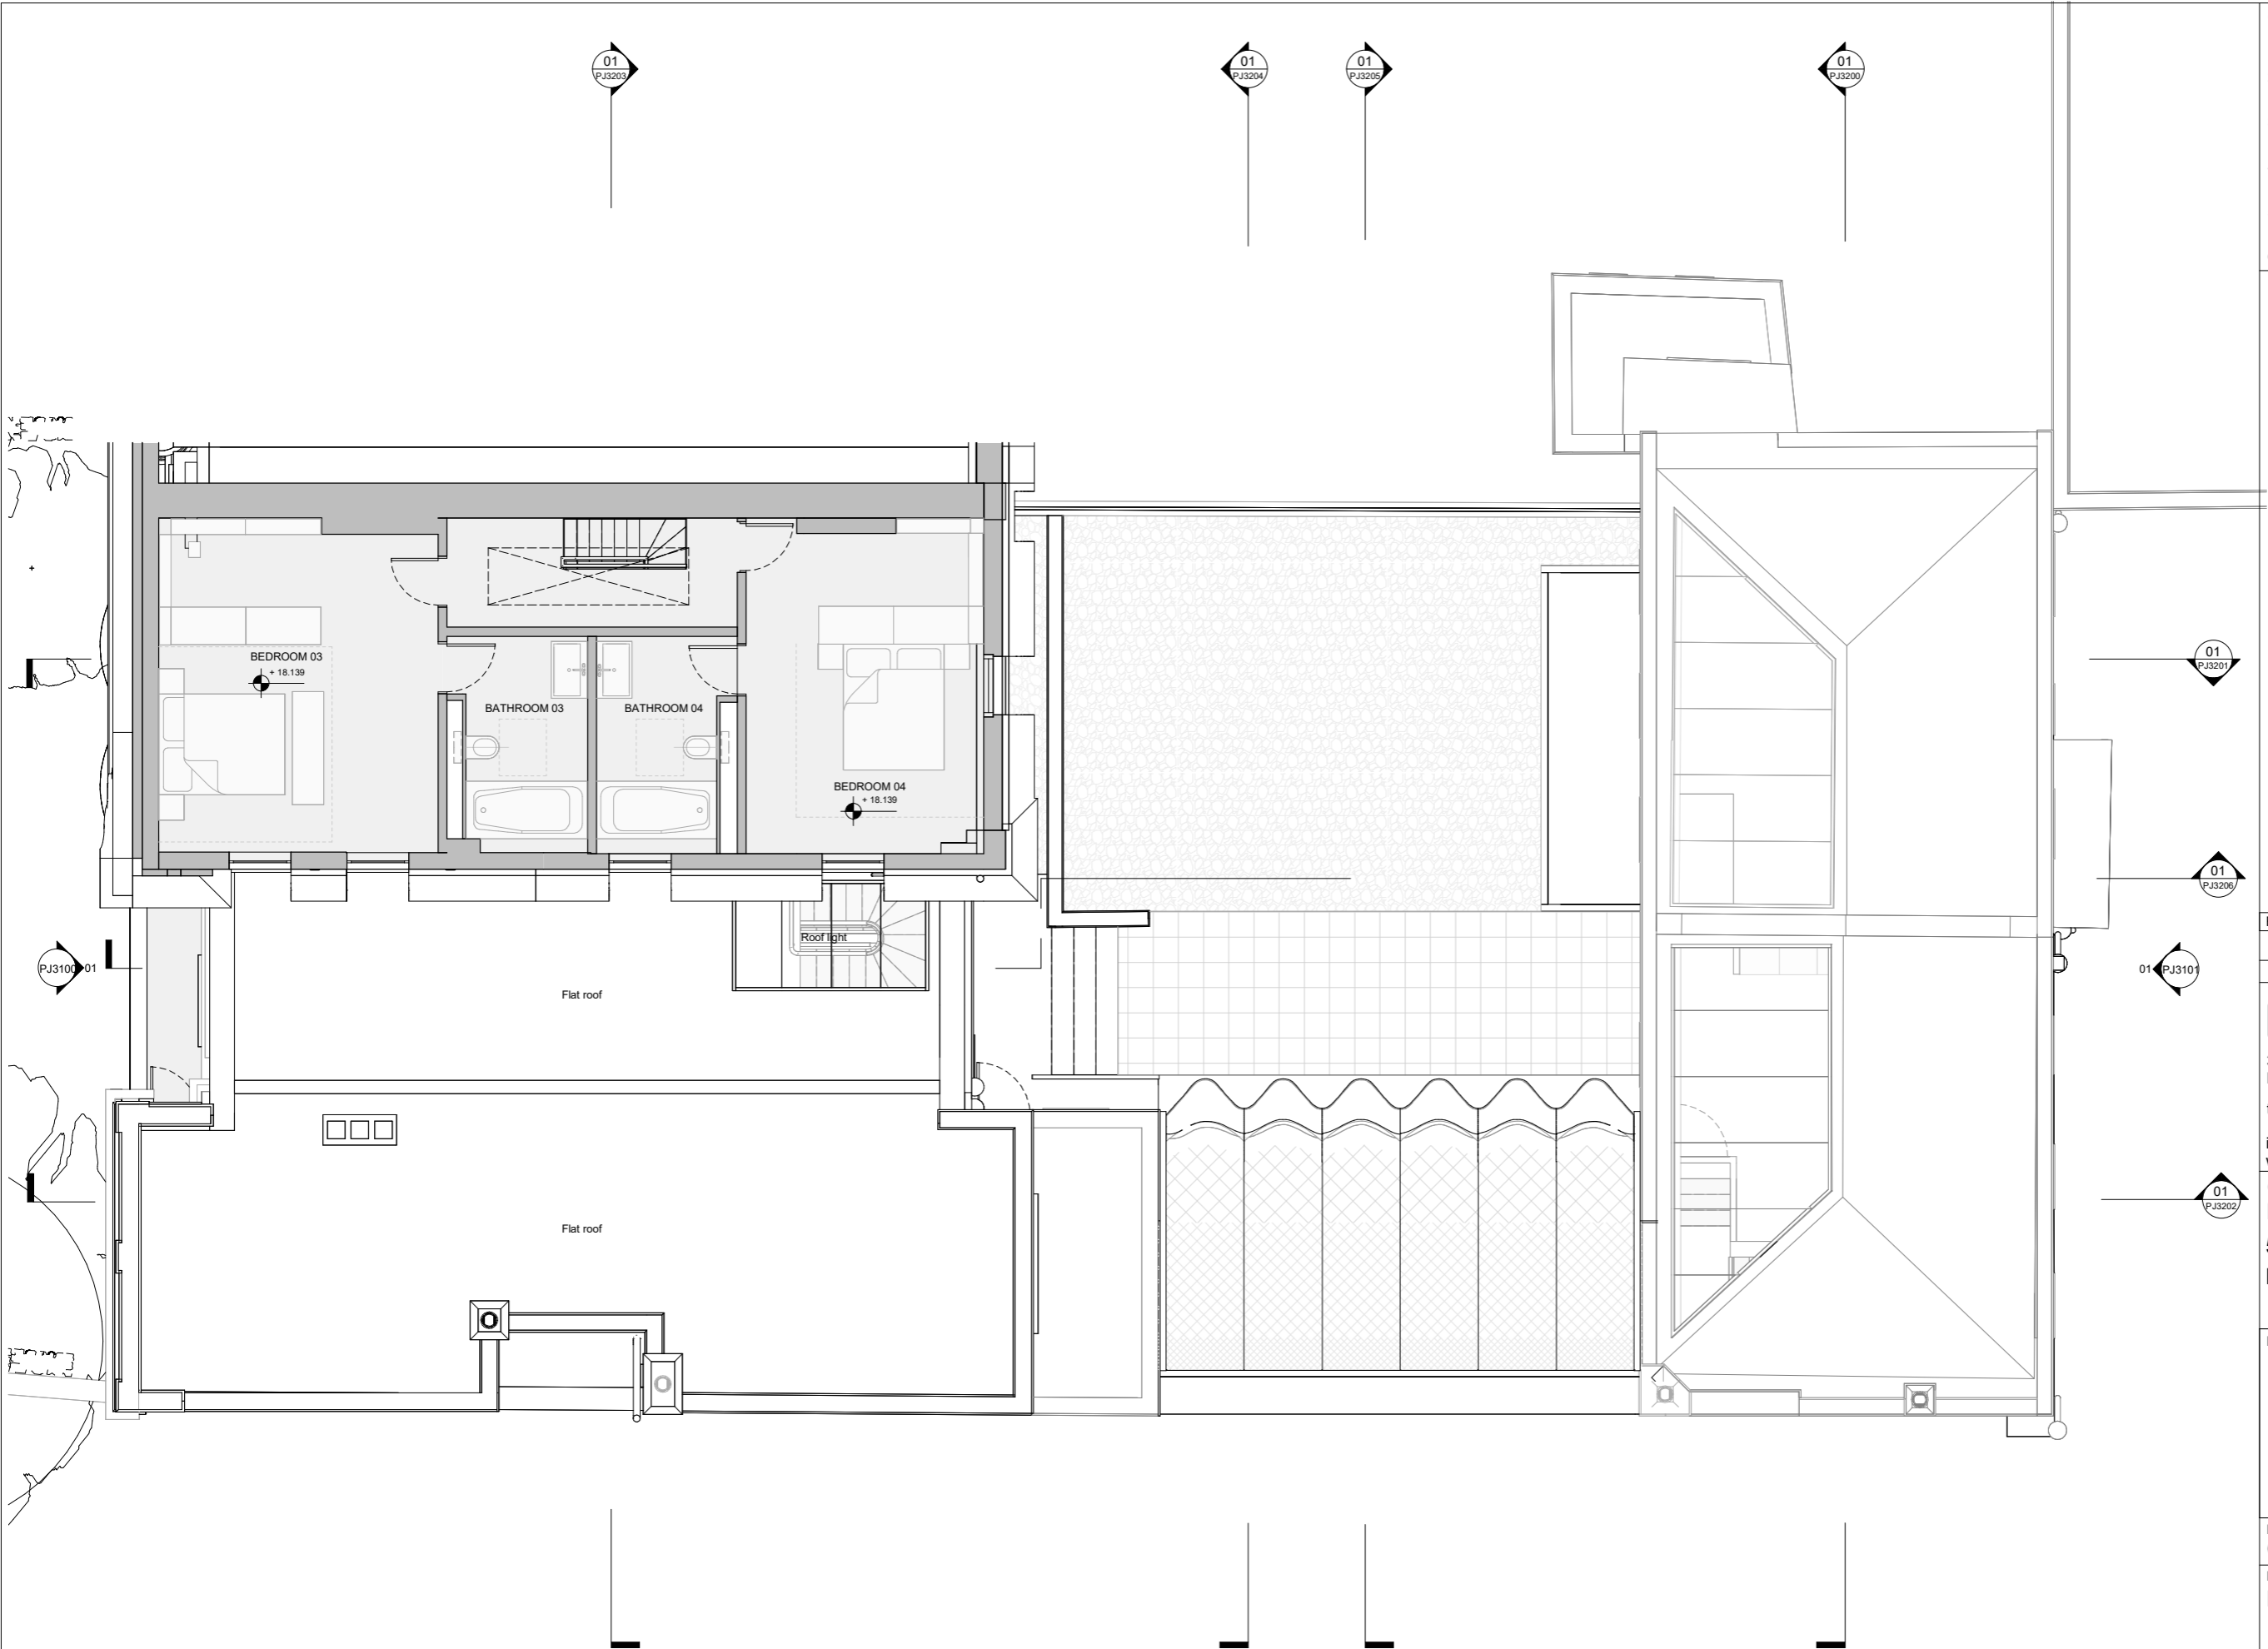 01
PJ3203
01
PJ3204
01
PJ3205
01
PJ3200
BEDROOM 03
+ 18.139
01
PJ3201
BATHROOM 03
BATHROOM 04
BEDROOM 04
+ 18.139
01
PJ3206
Roof light
PJ3100 01
01 PJ3101
Flat roof
01
PJ3202
Flat roof